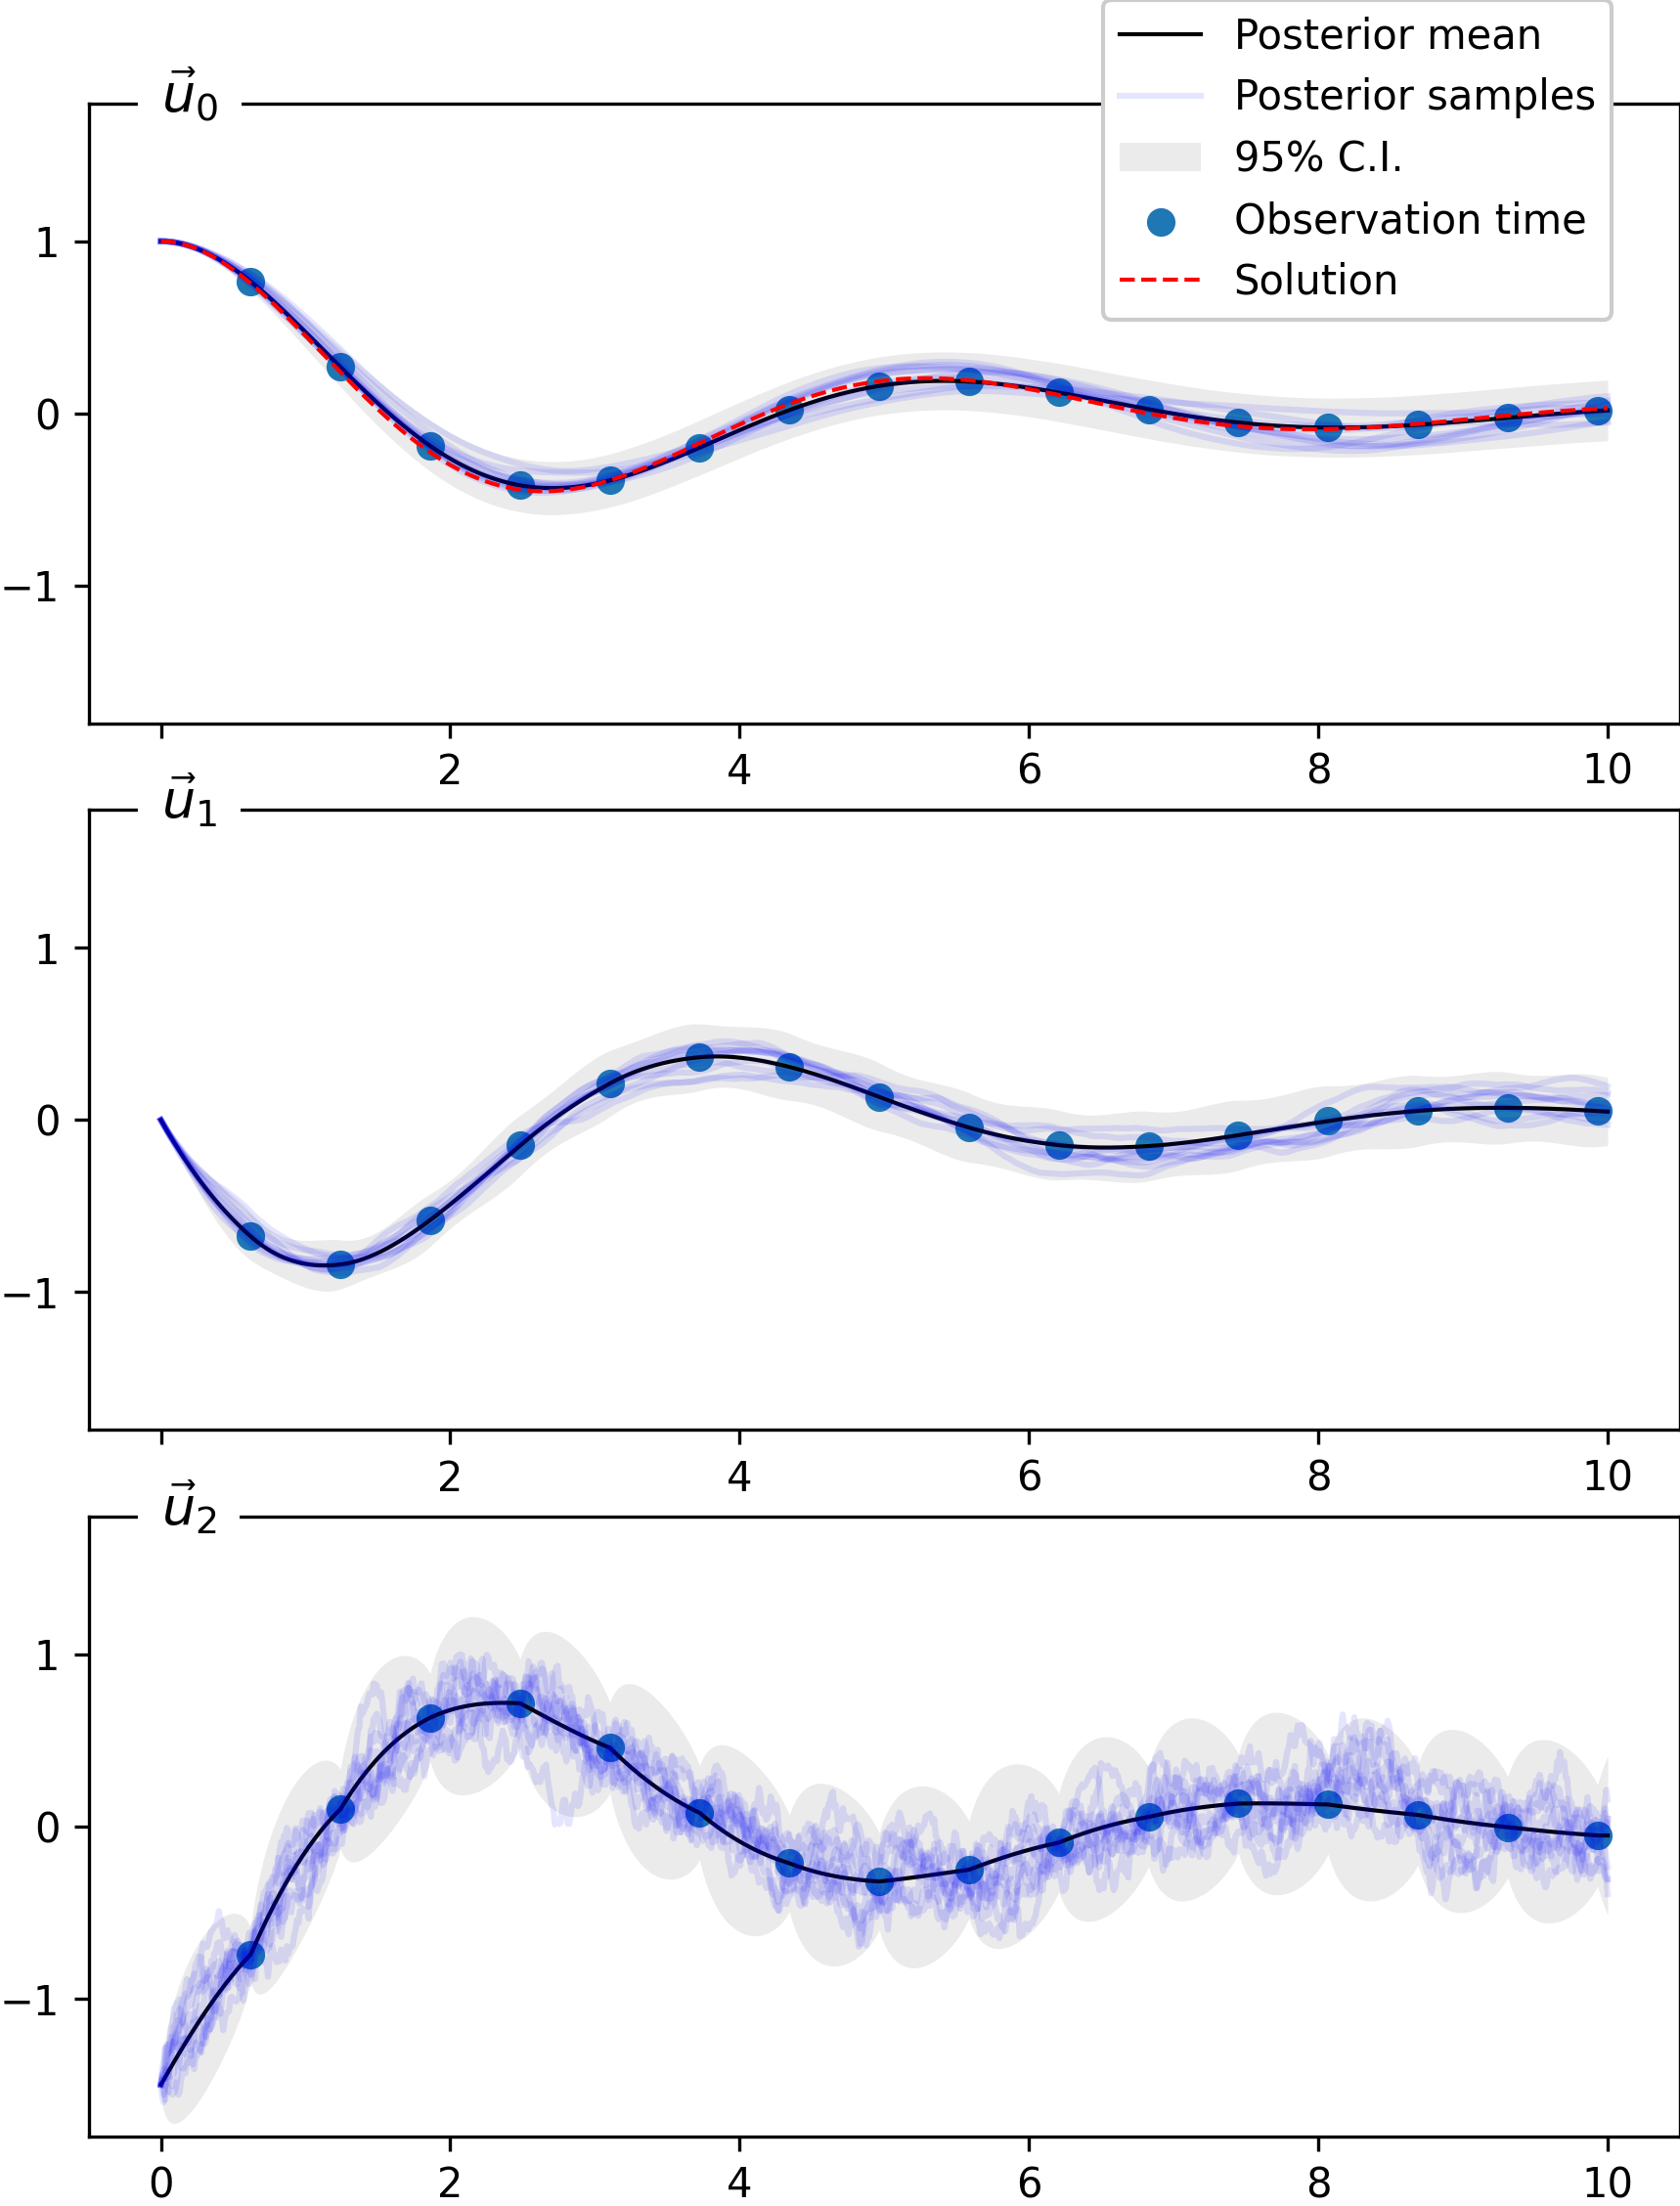 Posterior mean
Posterior samples
95% C.I.
Observation time
Solution
u⃗₀
1
0
−1
2 4 6 8 10
u⃗₁
1
0
−1
2 4 6 8 10
u⃗₂
1
0
−1
0 2 4 6 8 10